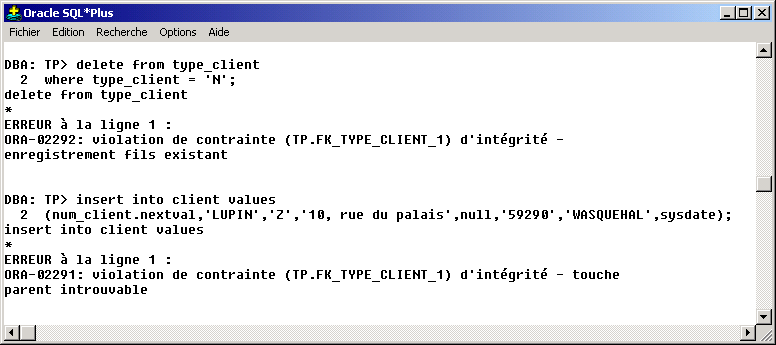 Oracle SQL*Plus
Fichier Edition Recherche Options Aide
DBA: TP> delete from type_client
2 where type_client = 'N';
delete from type_client
*
ERREUR à la ligne 1 :
ORA-02292: violation de contrainte (TP.FK_TYPE_CLIENT_1) d'intégrité -
enregistrement fils existant
DBA: TP> insert into client values
2 (num_client.nextval,'LUPIN','Z','10, rue du palais',null,'59290','WASQUEHAL',sysdate);
insert into client values
*
ERREUR à la ligne 1 :
ORA-02291: violation de contrainte (TP.FK_TYPE_CLIENT_1) d'intégrité - touche
parent introuvable